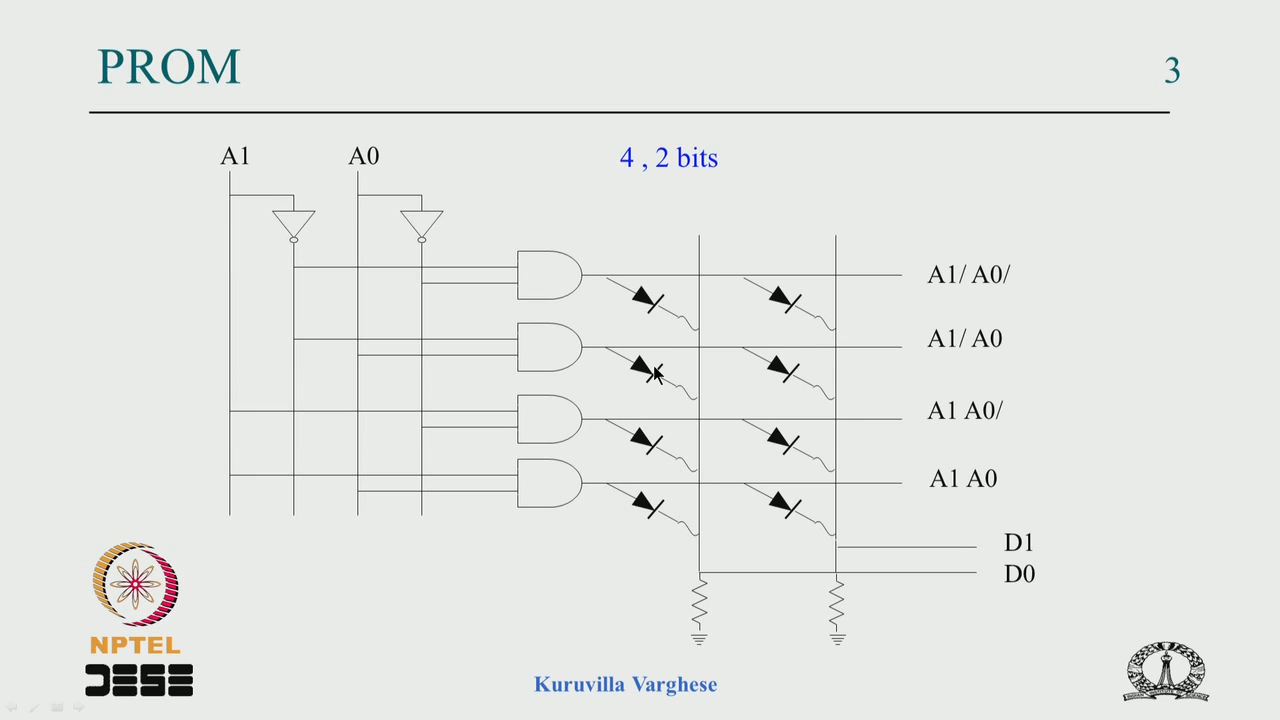 PROM
3
A1
A0
4 , 2 bits
A1/ A0/
A1/ A0
A1 A0/
A1 A0
D1
D0
NPTEL
DESE
Kuruvilla Varghese